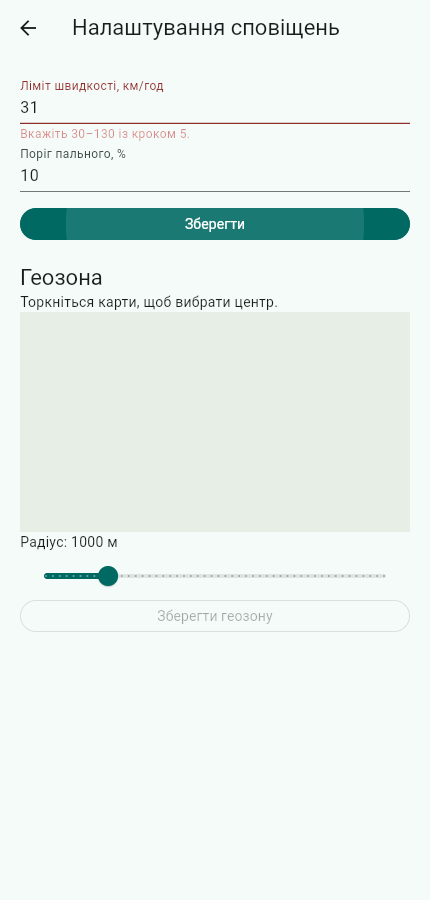 Налаштування сповіщень
Ліміт швидкості, км/год
31
Вкажіть 30–130 із кроком 5.
Поріг пального, %
10
Зберегти
Геозона
Торкніться карти, щоб вибрати центр.
Радіус: 1000 м
Зберегти геозону